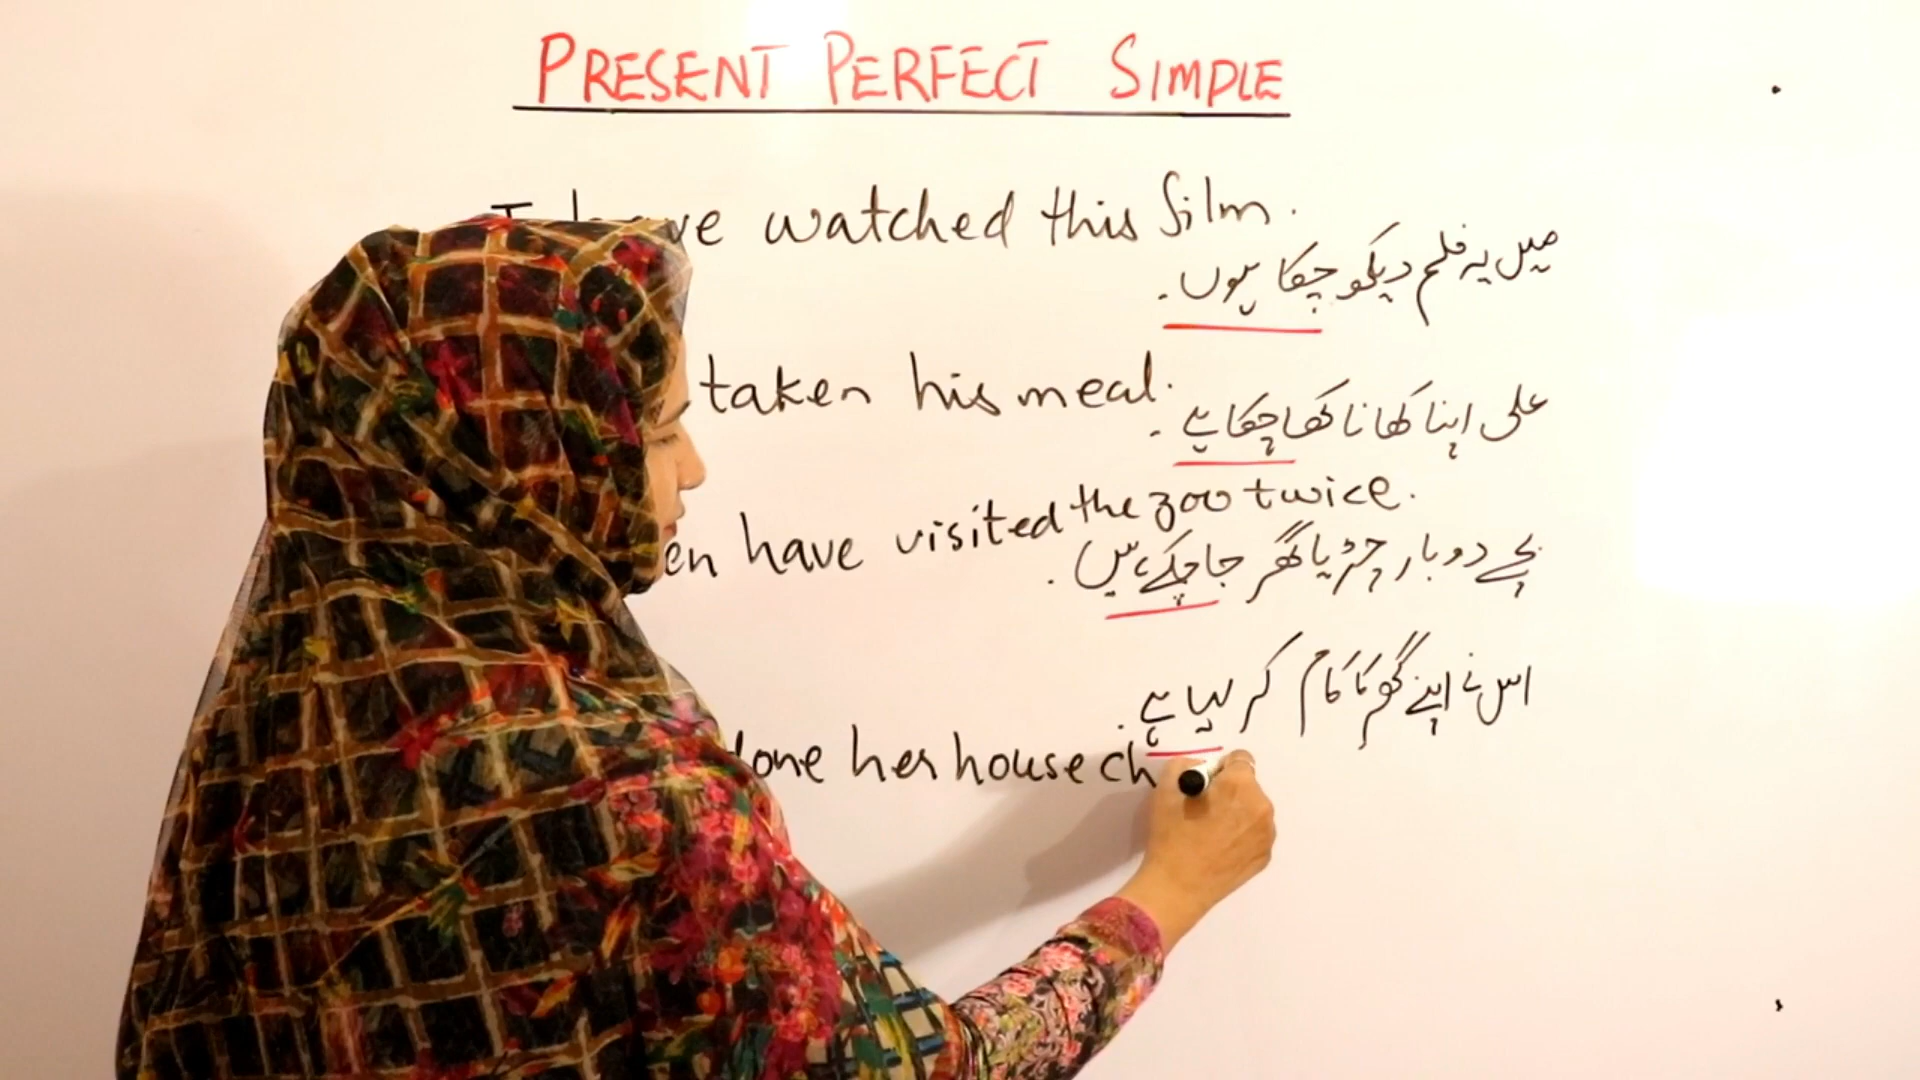 PRESENT PERFECT SIMPLE
I have watched this film.
میں یہ فلم دیکھ چکا ہوں۔
taken his meal.
علی اپنا کھانا کھا چکا ہے۔
en have visited the zoo twice.
بچے دو بار چڑیا گھر جا چکے ہیں۔
اس نے اپنے گھر کا کام کر لیا ہے۔
done her house ch